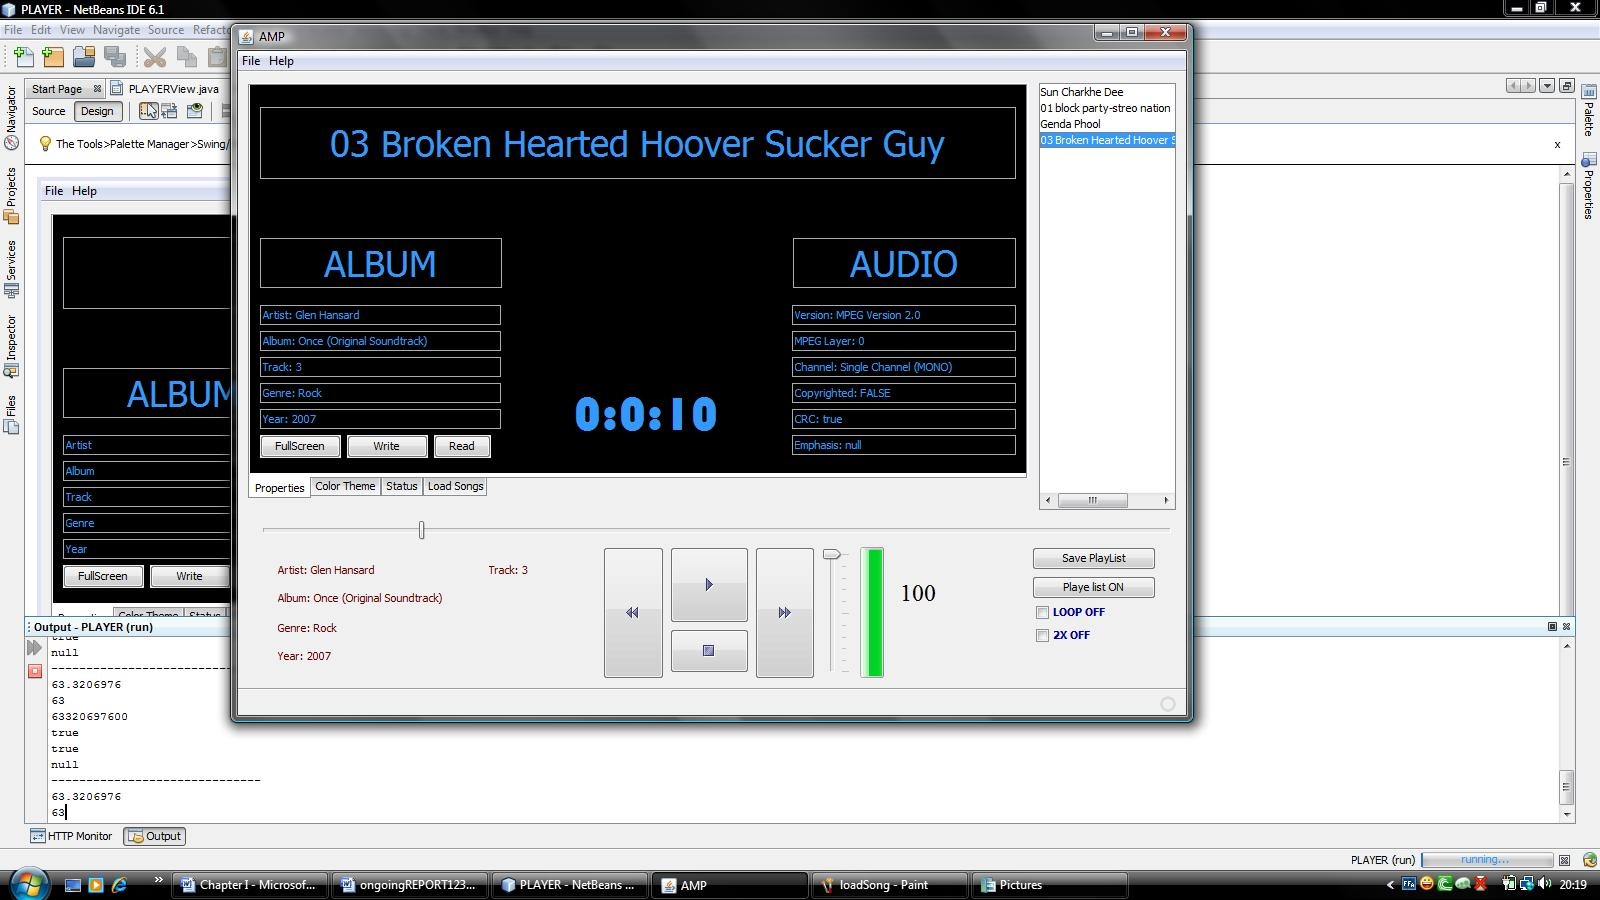 PLAYER - NetBeans IDE 6.1
File Edit View Navigate Source Refacto
AMP
File Help
Start Page
PLAYERView.java
Source Design
The Tools>Palette Manager>Swing/
x
Navigator
Projects
Services
Inspector
Files
Palette
Properties
File Help
ALBUM
Artist
Album
Track
Genre
Year
FullScreen Write
03 Broken Hearted Hoover Sucker Guy
ALBUM
AUDIO
Artist: Glen Hansard
Album: Once (Original Soundtrack)
Track: 3
Genre: Rock
Year: 2007
FullScreen Write Read
0:0:10
Version: MPEG Version 2.0
MPEG Layer: 0
Channel: Single Channel (MONO)
Copyrighted: FALSE
CRC: true
Emphasis: null
Sun Charkhe Dee
01 block party-streo nation
Genda Phool
03 Broken Hearted Hoover S
Properties Color Theme Status Load Songs
Artist: Glen Hansard
Track: 3
Album: Once (Original Soundtrack)
Genre: Rock
Year: 2007
100
Save PlayList
Playe list ON
LOOP OFF
2X OFF
Color Theme Status
Output - PLAYER (run)
true
null
------------------------
63.3206976
63
63320697600
true
true
null
-----------------------------
63.3206976
63
HTTP Monitor Output
PLAYER (run) running...
Chapter I - Microsof...
ongoingREPORT123...
PLAYER - NetBeans ...
AMP
loadSong - Paint
Pictures
20:19